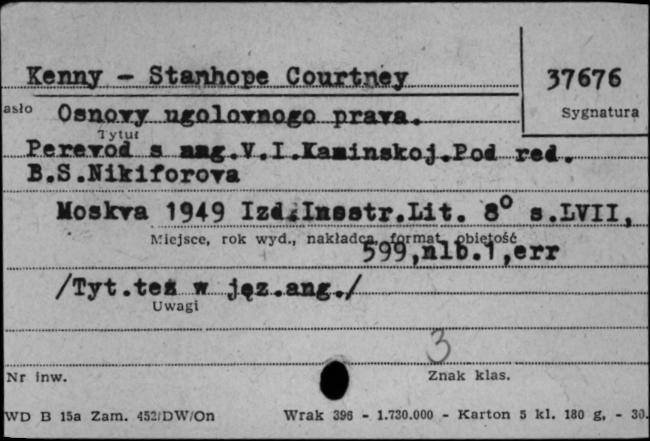 Kenny - Stanhope Courtney
37676
asło
Osnovy ugolovnego prava.
Sygnatura
Tytuł
Perevod s ang.V.I.Kaminskoj.Pod red.
B.S.Nikiforova
Moskva 1949 Izd.Inostr.Lit. 8° s.LVII,
Miejsce, rok wyd., nakładca, format, objętość
599,nlb.1,err
/Tyt.też w jęz.ang./
Uwagi
3
Nr inw.
Znak klas.
WD B 15a Zam. 452/DW/On
Wrak 396 - 1.730.000 - Karton 5 kl. 180 g, - 30.